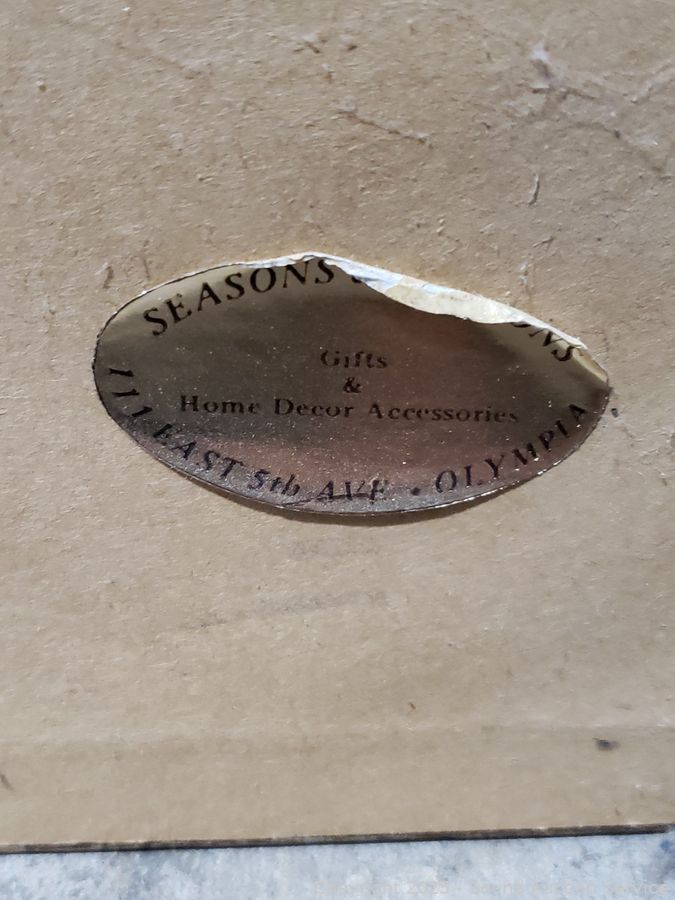 SEASONS
Gifts
&
Home Decor Accessories
111 EAST 5th AVE • OLYMPIA